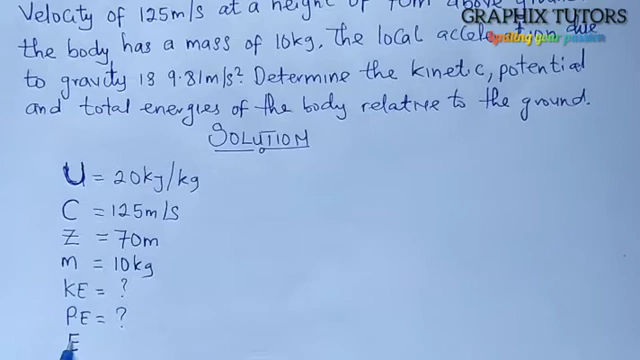 Velocity of 125m/s at a height of 70m above
GRAPHIX TUTORS
the body has a mass of 10kg. The local acceleration due
to gravity is 9.81m/s². Determine the kinetic, potential
and total energies of the body relative to the ground.
SOLUTION
U = 20kJ/kg
C = 125m/s
Z = 70m
m = 10kg
KE = ?
PE = ?
E